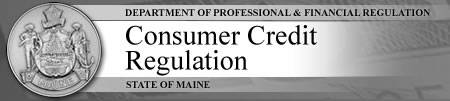 DEPARTMENT OF PROFESSIONAL & FINANCIAL REGULATION
Consumer Credit
Regulation
STATE OF MAINE